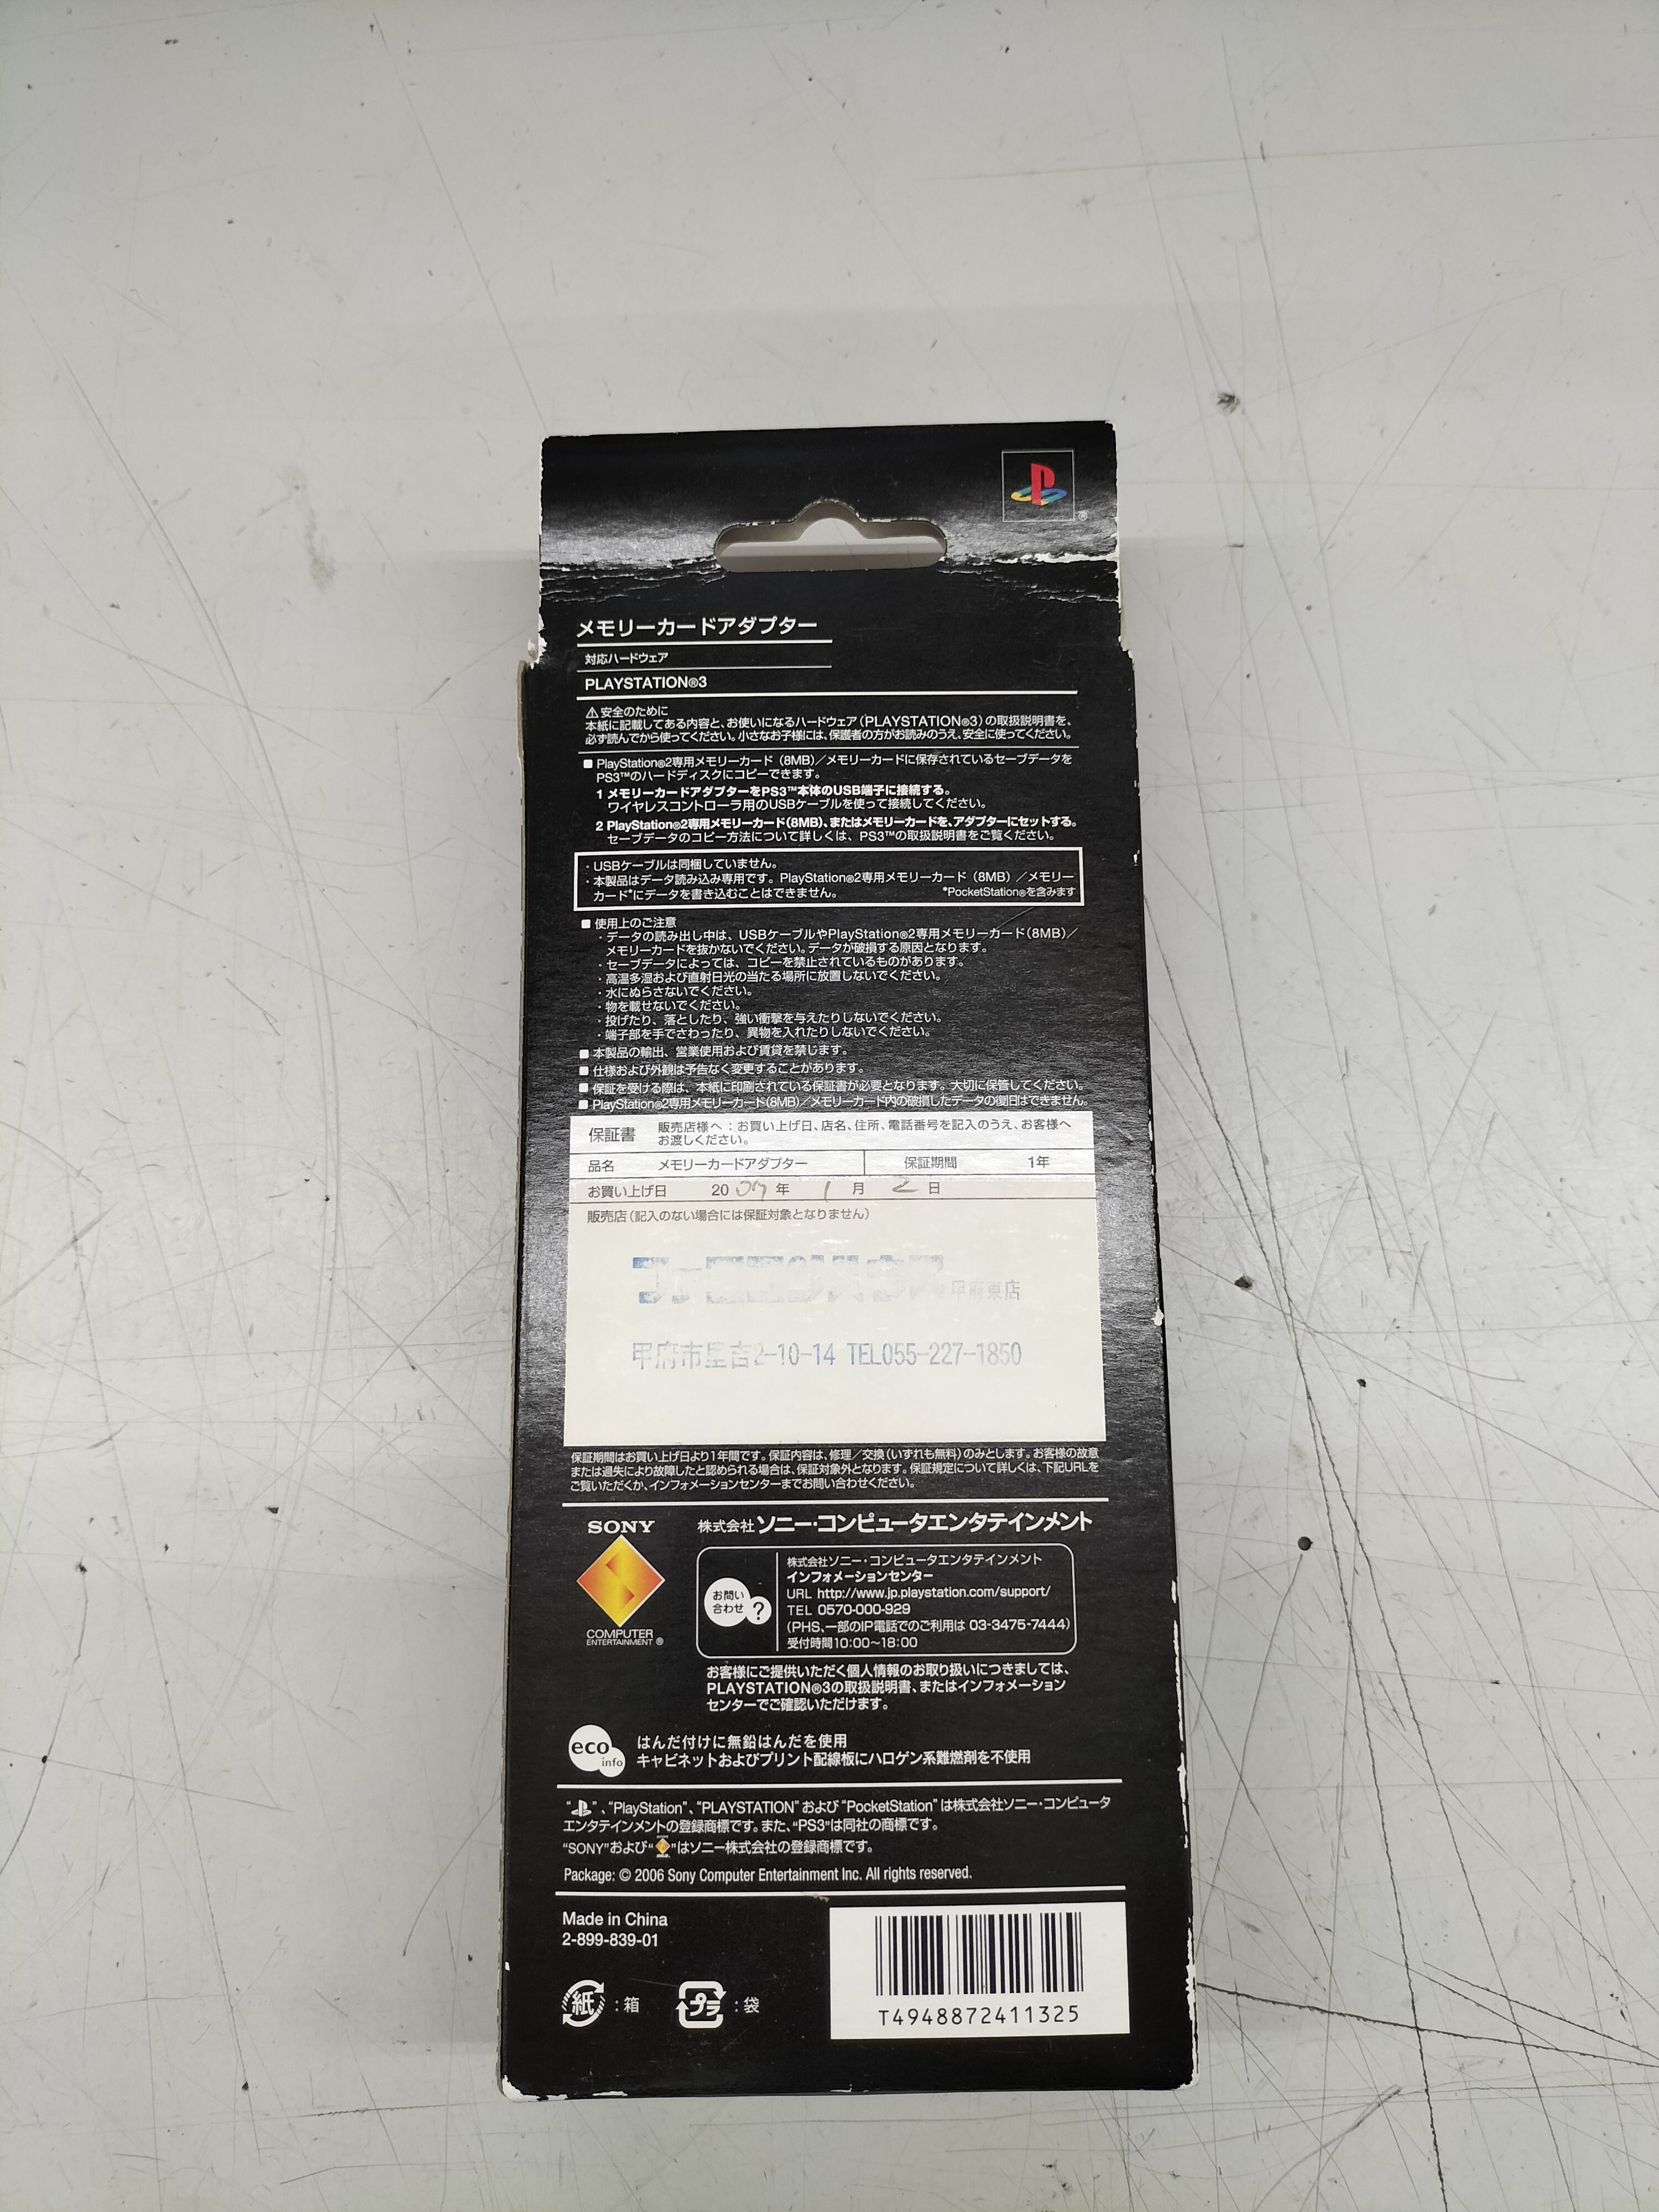 メモリーカードアダプター
対応ハードウェア
PLAYSTATION®3
⚠安全のために
本紙に記載してある内容と、お使いになるハードウェア(PLAYSTATION®3)の取扱説明書を、
必ず読んでから使ってください。小さなお子様には、保護者の方がお読みのうえ、安全に使ってください。
■ PlayStation®2専用メモリーカード(8MB)/メモリーカードに保存されているセーブデータを
PS3™のハードディスクにコピーできます。
1 メモリーカードアダプターをPS3™本体のUSB端子に接続する。
ワイヤレスコントローラ用のUSBケーブルを使って接続してください。
2 PlayStation®2専用メモリーカード(8MB)、またはメモリーカードを、アダプターにセットする。
セーブデータのコピー方法について詳しくは、PS3™の取扱説明書をご覧ください。
・USBケーブルは同梱していません。
・本製品はデータ読み込み専用です。PlayStation®2専用メモリーカード(8MB)/メモリー
カード*にデータを書き込むことはできません。 *PocketStation®を含みます
■ 使用上のご注意
・データの読み出し中は、USBケーブルやPlayStation®2専用メモリーカード(8MB)/
メモリーカードを抜かないでください。データが破損する原因となります。
・セーブデータによっては、コピーを禁止されているものがあります。
・高温多湿および直射日光の当たる場所に放置しないでください。
・水にぬらさないでください。
・物を載せないでください。
・投げたり、落としたり、強い衝撃を与えたりしないでください。
・端子部を手でさわったり、異物を入れたりしないでください。
■ 本製品の輸出、営業使用および賃貸を禁じます。
■ 仕様および外観は予告なく変更することがあります。
■ 保証を受ける際は、本紙に印刷されている保証書が必要となります。大切に保管してください。
■ PlayStation®2専用メモリーカード(8MB)/メモリーカード内の破損したデータの復旧はできません。
保証書 販売店様へ:お買い上げ日、店名、住所、電話番号を記入のうえ、お客様へ
お渡しください。
品名 メモリーカードアダプター 保証期間 1年
お買い上げ日 2007年 1月 2日
販売店(記入のない場合には保証対象となりません)
甲府東店
甲府市里吉2-10-14 TEL055-227-1850
保証期間はお買い上げ日より1年間です。保証内容は、修理/交換(いずれも無料)のみとします。お客様の故意
または過失により故障したと認められる場合は、保証対象外となります。保証規定について詳しくは、下記URLを
ご覧いただくか、インフォメーションセンターまでお問い合わせください。
SONY
COMPUTER
ENTERTAINMENT®
株式会社ソニー・コンピュータエンタテインメント
お問い
合わせ?
株式会社ソニー・コンピュータエンタテインメント
インフォメーションセンター
URL http://www.jp.playstation.com/support/
TEL 0570-000-929
(PHS、一部のIP電話でのご利用は 03-3475-7444)
受付時間10:00〜18:00
お客様にご提供いただく個人情報のお取り扱いにつきましては、
PLAYSTATION®3の取扱説明書、またはインフォメーション
センターでご確認いただけます。
eco info
はんだ付けに無鉛はんだを使用
キャビネットおよびプリント配線板にハロゲン系難燃剤を不使用
“ ”、“PlayStation”、“PLAYSTATION”および“PocketStation”は株式会社ソニー・コンピュータ
エンタテインメントの登録商標です。また、“PS3”は同社の商標です。
“SONY”および“ ”はソニー株式会社の登録商標です。
Package: © 2006 Sony Computer Entertainment Inc. All rights reserved.
Made in China
2-899-839-01
紙:箱 プラ:袋
T4948872411325